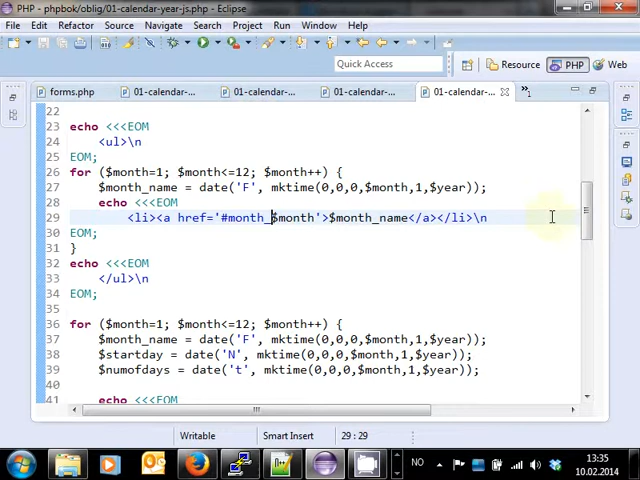 PHP - phpbok/oblig/01-calendar-year-js.php - Eclipse
File Edit Source Refactor Navigate Search Project Run Window Help
Quick Access
Resource PHP Web
forms.php 01-calendar-... 01-calendar-... 01-calendar-... 01-calendar-... »1
22
23 echo <<<EOM
24 <ul>\n
25 EOM;
26 for ($month=1; $month<=12; $month++) {
27 $month_name = date('F', mktime(0,0,0,$month,1,$year));
28 echo <<<EOM
29 <li><a href='#month_$month'>$month_name</a></li>\n
30 EOM;
31 }
32 echo <<<EOM
33 </ul>\n
34 EOM;
35
36 for ($month=1; $month<=12; $month++) {
37 $month_name = date('F', mktime(0,0,0,$month,1,$year));
38 $startday = date('N', mktime(0,0,0,$month,1,$year));
39 $numofdays = date('t', mktime(0,0,0,$month,1,$year));
40
41 echo <<<EOM
Writable Smart Insert 29 : 29
NO 13:35
10.02.2014